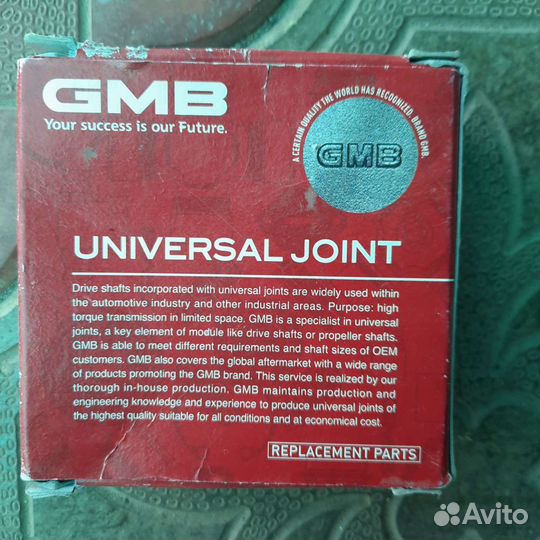 GMB
Your success is our Future.
A CERTAIN QUALITY THE WORLD HAS RECOGNIZED, BRAND GMB.
GMB
UNIVERSAL JOINT
Drive shafts incorporated with universal joints are widely used within
the automotive industry and other industrial areas. Purpose: high
torque transmission in limited space. GMB is a specialist in universal
joints, a key element of module like drive shafts or propeller shafts.
GMB is able to meet different requirements and shaft sizes of OEM
customers. GMB also covers the global aftermarket with a wide range
of products promoting the GMB brand. This service is realized by our
thorough in-house production. GMB maintains production and
engineering knowledge and experience to produce universal joints of
the highest quality suitable for all conditions and at economical cost.
REPLACEMENT PARTS
Avito